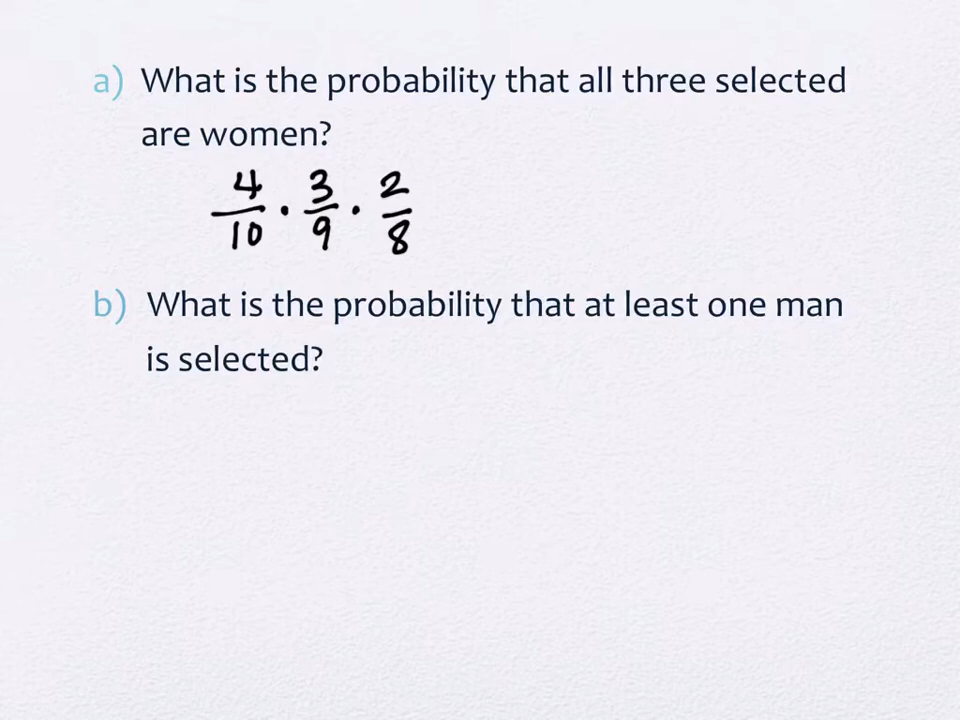 a) What is the probability that all three selected
are women?
4/10 · 3/9 · 2/8
b) What is the probability that at least one man
is selected?